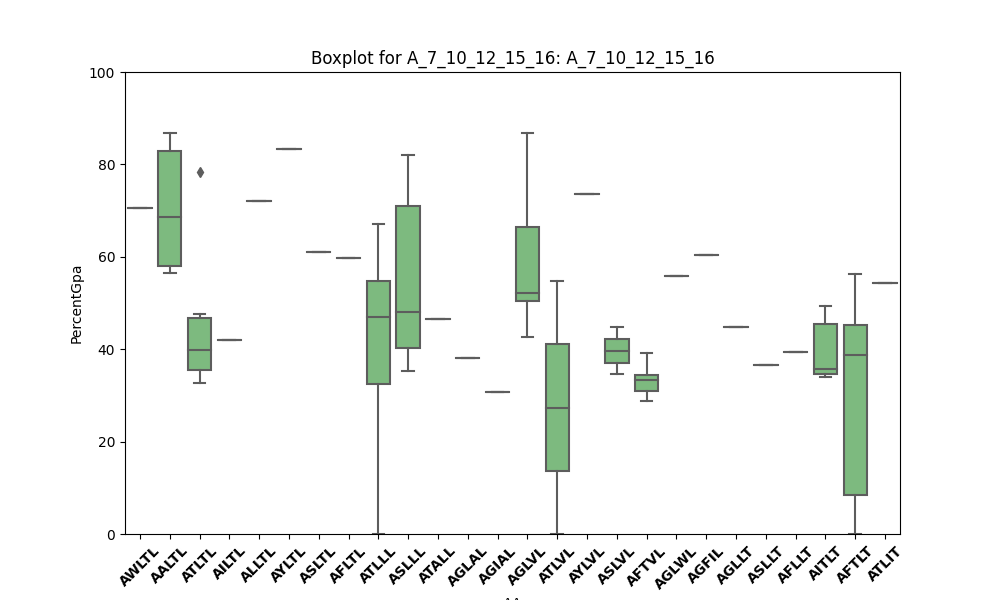 Boxplot for A_7_10_12_15_16: A_7_10_12_15_16
100
80
60
40
20
0
PercentGpa
AWLTL
AALTL
ATLTL
AILTL
ALLTL
AYLTL
ASLTL
AFLTL
ATLLL
ASLLL
ATALL
AGLAL
AGIAL
AGLVL
ATLVL
AYLVL
ASLVL
AFTVL
AGLWL
AGFIL
AGLLT
ASLLT
AFLLT
AITLT
AFTLT
ATLIT